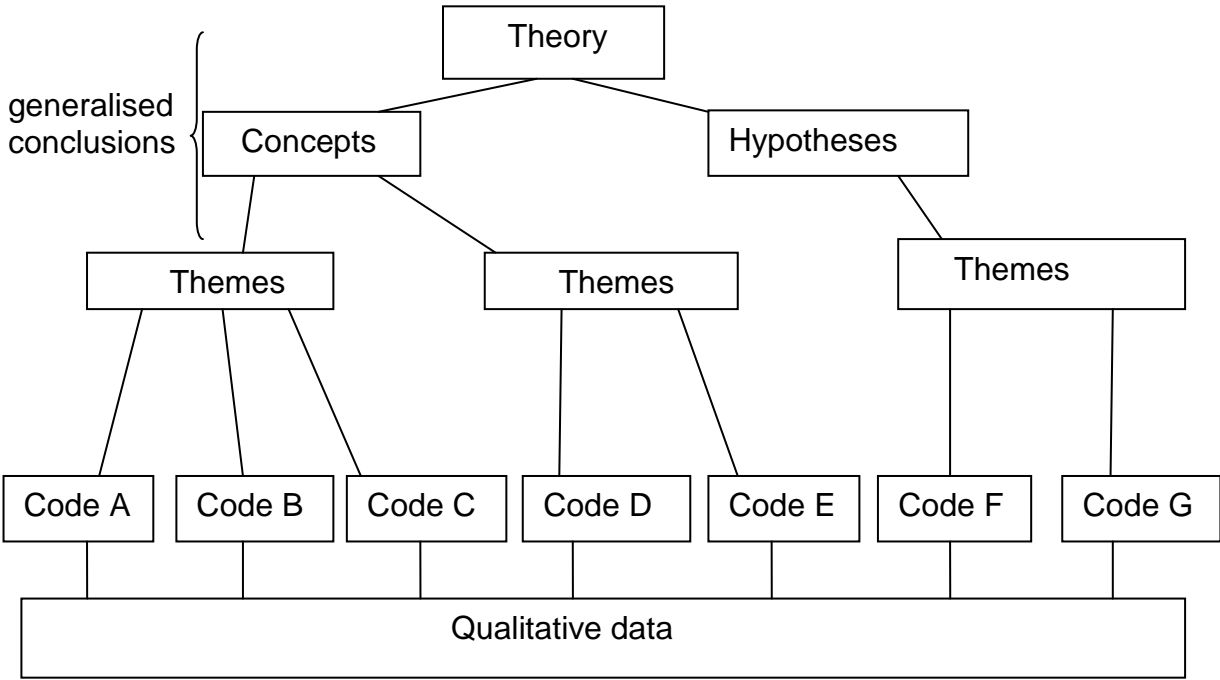 Theory
generalised
conclusions
Concepts
Hypotheses
Themes
Themes
Themes
Code A
Code B
Code C
Code D
Code E
Code F
Code G
Qualitative data